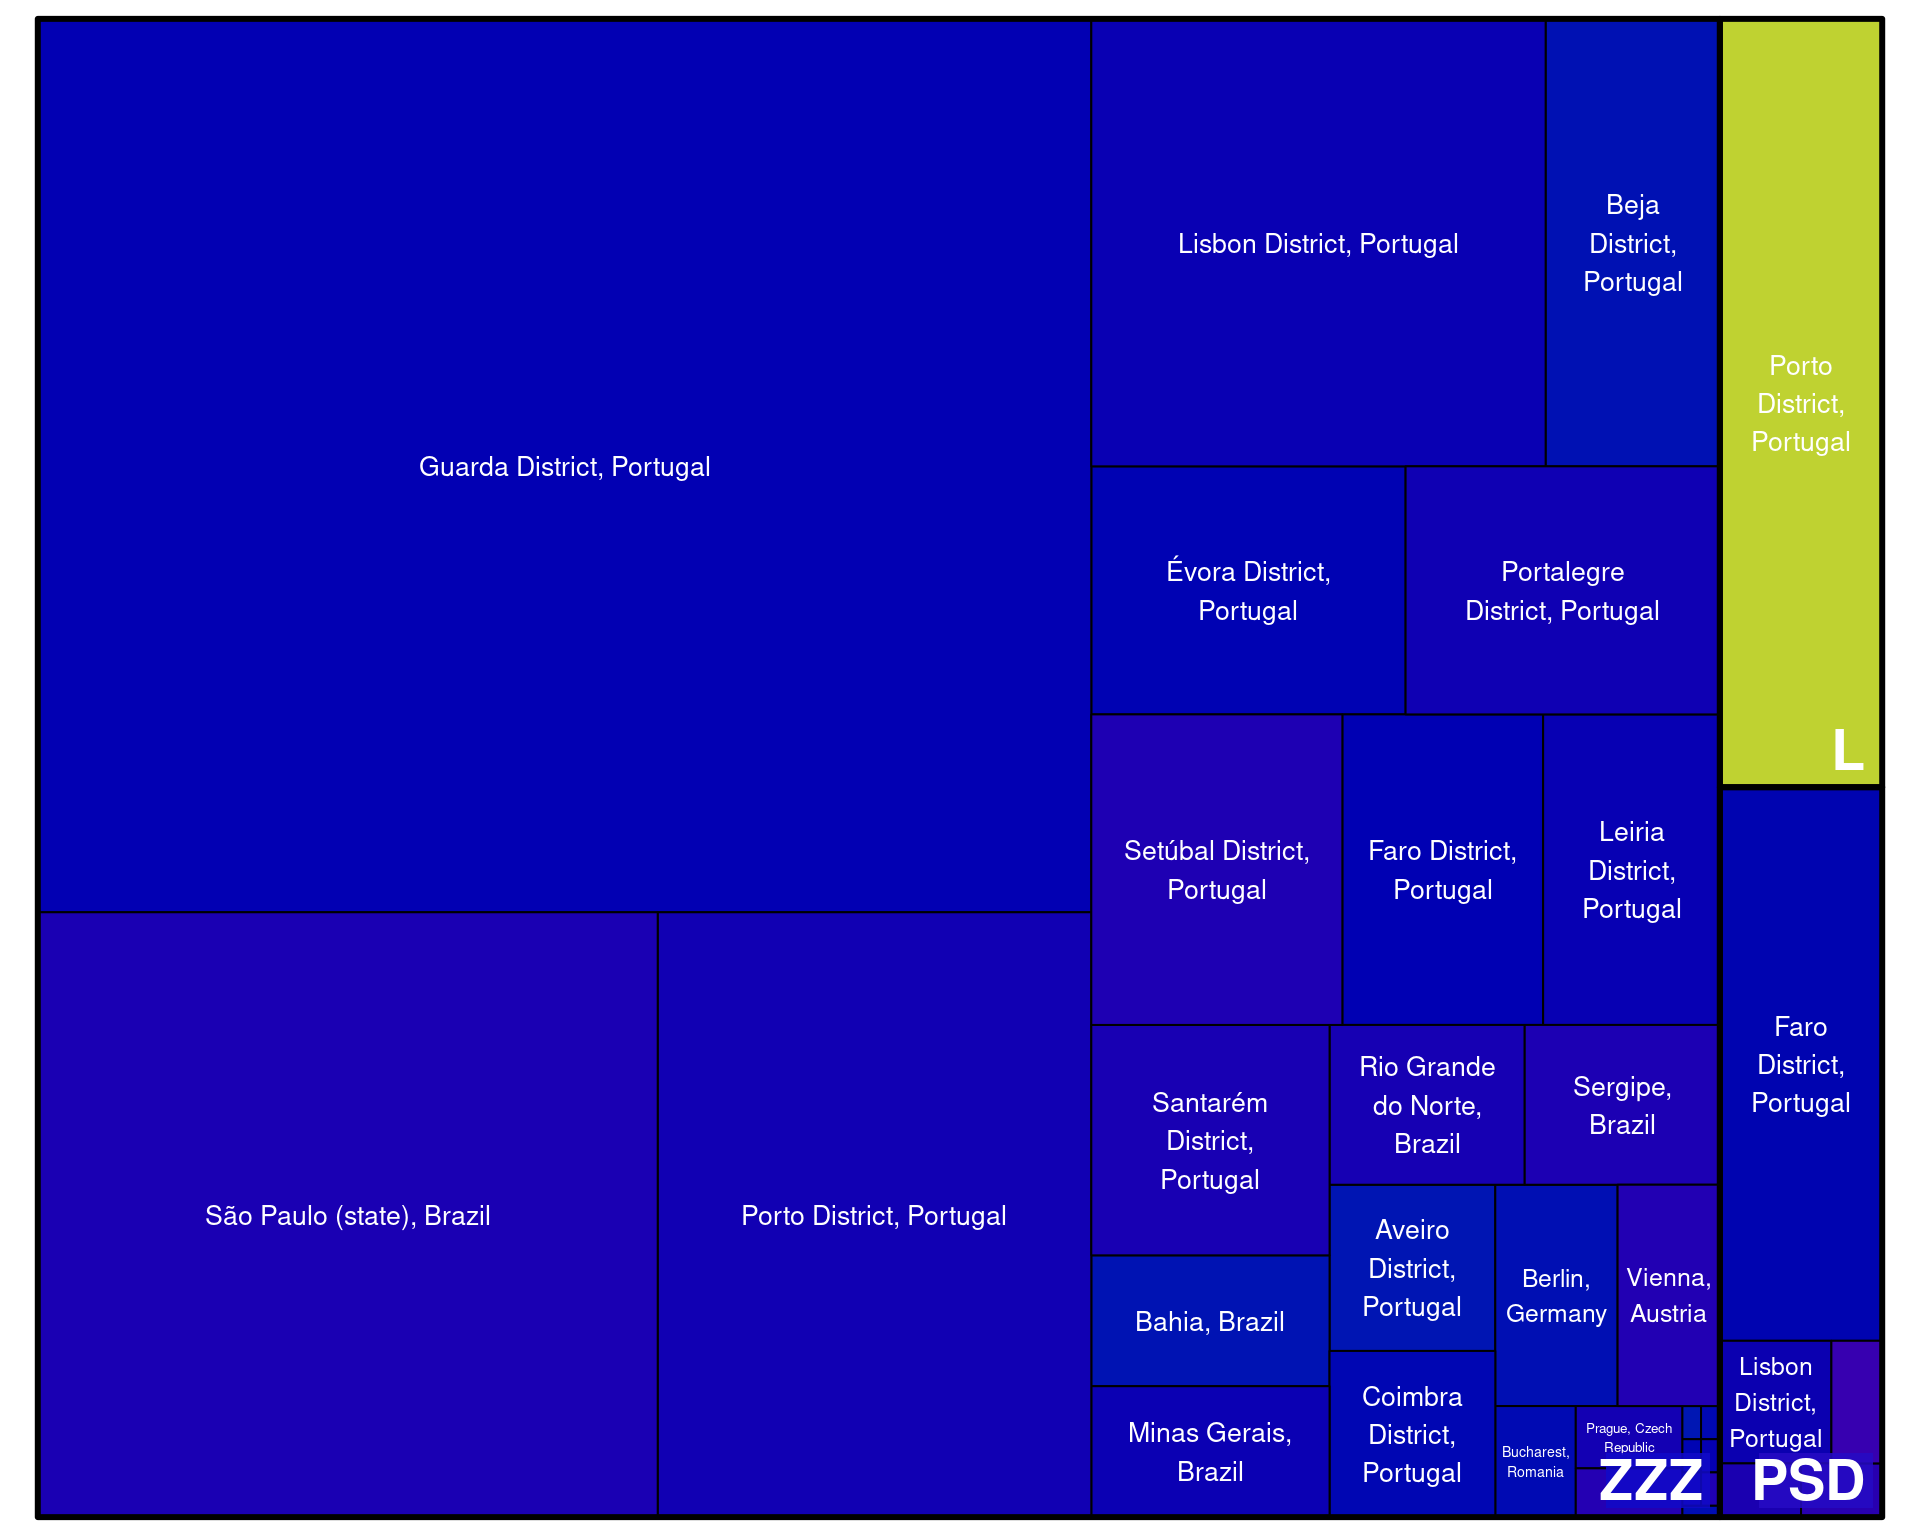 Guarda District, Portugal
São Paulo (state), Brazil
Porto District, Portugal
Lisbon District, Portugal
Beja
District,
Portugal
Évora District,
Portugal
Portalegre
District, Portugal
Setúbal District,
Portugal
Faro District,
Portugal
Leiria
District,
Portugal
Santarém
District,
Portugal
Rio Grande
do Norte,
Brazil
Sergipe,
Brazil
Bahia, Brazil
Minas Gerais,
Brazil
Aveiro
District,
Portugal
Coimbra
District,
Portugal
Berlin,
Germany
Vienna,
Austria
Bucharest,
Romania
Prague, Czech
Republic
ZZZ
Porto
District,
Portugal
L
Faro
District,
Portugal
Lisbon
District,
Portugal
PSD